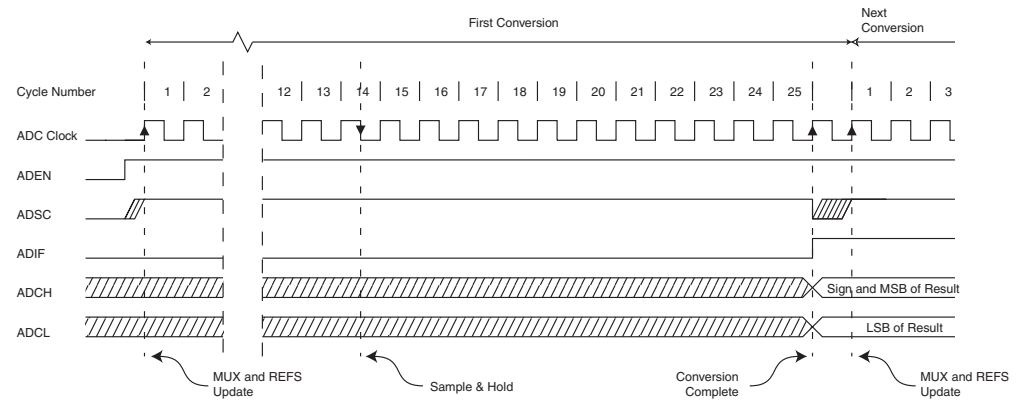 First Conversion
Next
Conversion
Cycle Number 1 2 12 13 14 15 16 17 18 19 20 21 22 23 24 25 1 2 3
ADC Clock
ADEN
ADSC
ADIF
ADCH Sign and MSB of Result
ADCL LSB of Result
MUX and REFS
Update
Sample & Hold
Conversion
Complete
MUX and REFS
Update